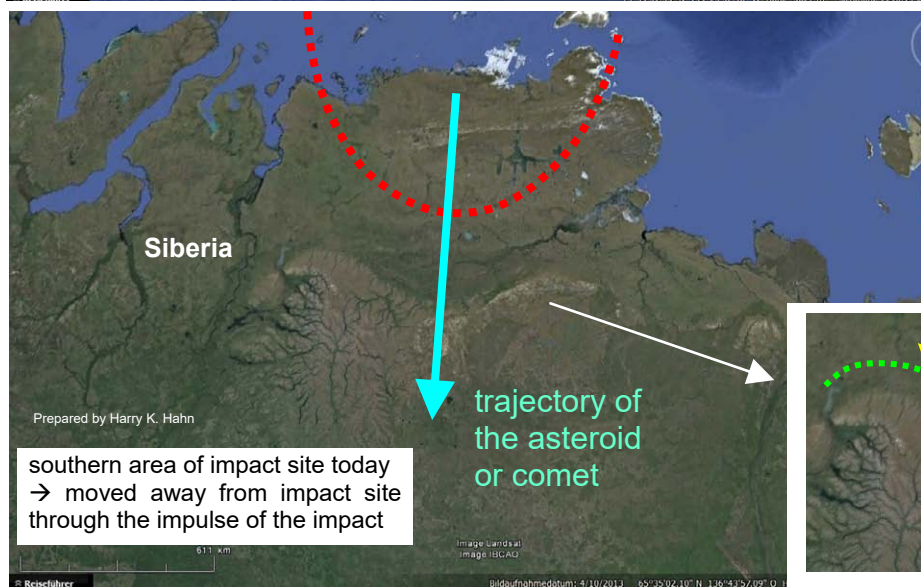 Siberia
trajectory of
the asteroid
or comet
Prepared by Harry K. Hahn
southern area of impact site today
→ moved away from impact site
through the impulse of the impact
611 km
Image Landsat
Image IBCAO
Reiseführer
Bildaufnahmedatum: 4/10/2013 65°35'02.10" N 136°43'57.09" O